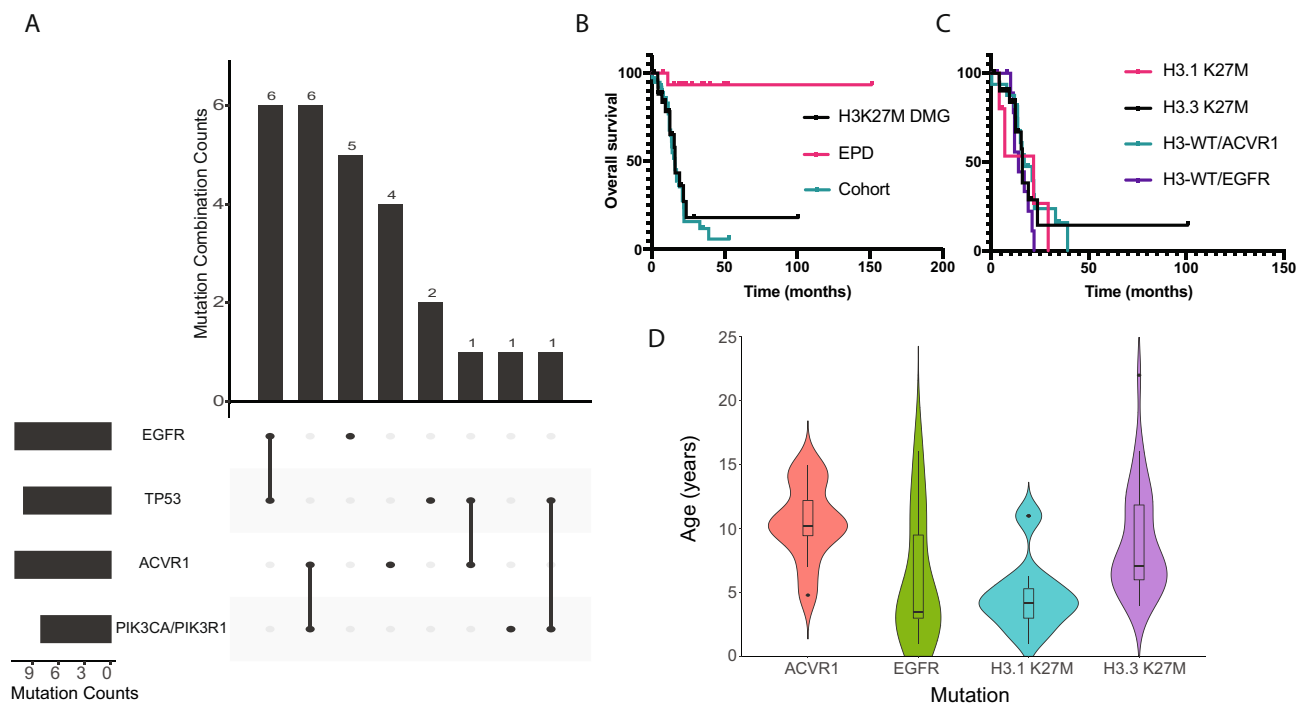 A
Mutation Combination Counts
6
4
2
0
6
6
5
4
2
1
1
1
EGFR
TP53
ACVR1
PIK3CA/PIK3R1
9 6 3 0
Mutation Counts
B
Overall survival
100
50
0
0 50 100 150 200
Time (months)
H3K27M DMG
EPD
Cohort
C
100
50
0
0 50 100 150
Time (months)
H3.1 K27M
H3.3 K27M
H3-WT/ACVR1
H3-WT/EGFR
D
Age (years)
25
20
15
10
5
0
ACVR1 EGFR H3.1 K27M H3.3 K27M
Mutation